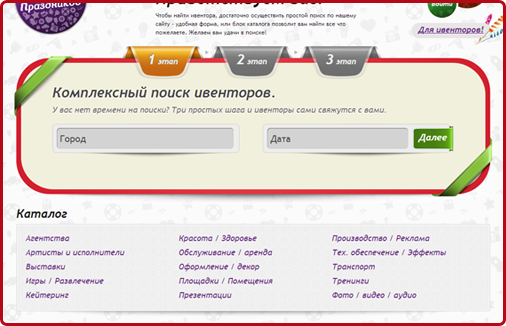 Праздников
Чтобы найти ивентора, достаточно осуществить простой поиск по нашему
сайту - удобная форма, или блок каталога позволит вам найти все что
пожелаете. Желаем вам удачи в поиске!
Для ивенторов!
1 этап
2 этап
3 этап
Комплексный поиск ивенторов.
У вас нет времени на поиски? Три простых шага и ивенторы сами свяжутся с вами.
Город
Дата
Далее
Каталог
Агентства
Артисты и исполнители
Выставки
Игры / Развлечение
Кейтеринг
Красота / Здоровье
Обслуживание / аренда
Оформление / декор
Площадки / Помещения
Презентации
Производство / Реклама
Тех. обеспечение / Эффекты
Транспорт
Тренинги
Фото / видео / аудио